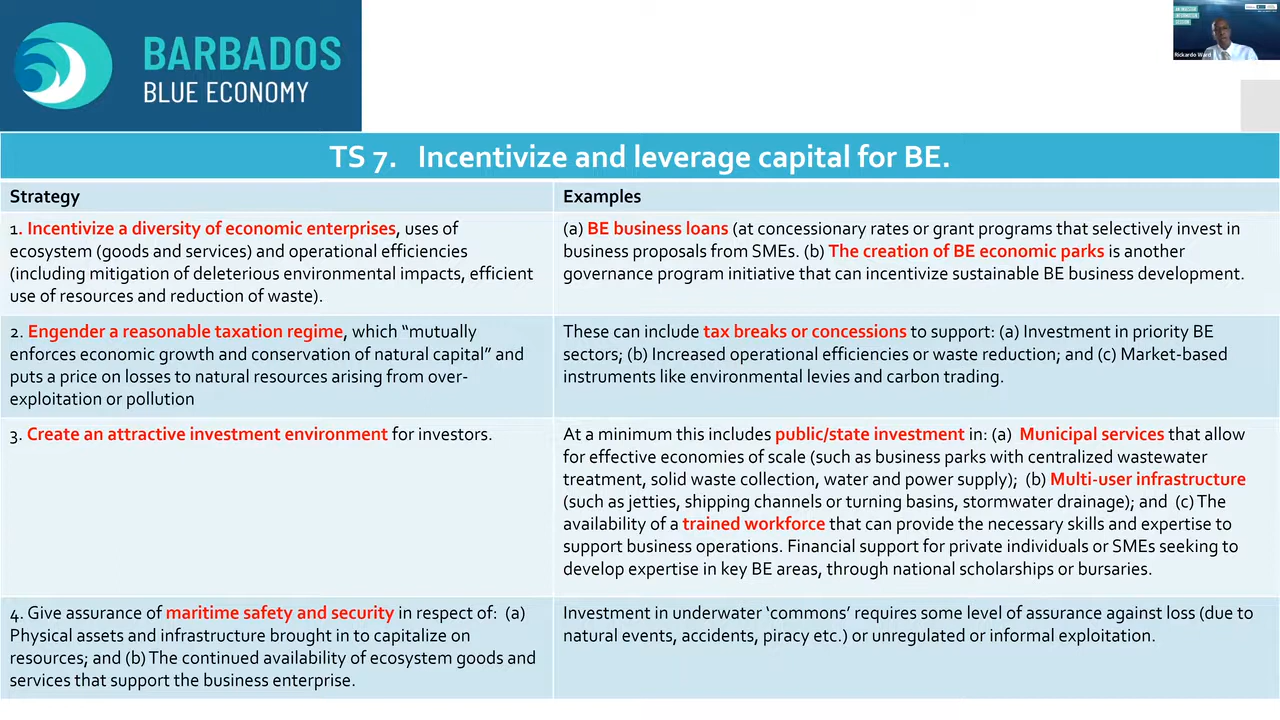 BARBADOS
BLUE ECONOMY
AN INVESTOR
INFORMATION
SESSION
Rickardo Ward
TS 7. Incentivize and leverage capital for BE.
Strategy
Examples
1. Incentivize a diversity of economic enterprises, uses of
ecosystem (goods and services) and operational efficiencies
(including mitigation of deleterious environmental impacts, efficient
use of resources and reduction of waste).
(a) BE business loans (at concessionary rates or grant programs that selectively invest in
business proposals from SMEs. (b) The creation of BE economic parks is another
governance program initiative that can incentivize sustainable BE business development.
2. Engender a reasonable taxation regime, which “mutually
enforces economic growth and conservation of natural capital” and
puts a price on losses to natural resources arising from over-
exploitation or pollution
These can include tax breaks or concessions to support: (a) Investment in priority BE
sectors; (b) Increased operational efficiencies or waste reduction; and (c) Market-based
instruments like environmental levies and carbon trading.
3. Create an attractive investment environment for investors.
At a minimum this includes public/state investment in: (a) Municipal services that allow
for effective economies of scale (such as business parks with centralized wastewater
treatment, solid waste collection, water and power supply); (b) Multi-user infrastructure
(such as jetties, shipping channels or turning basins, stormwater drainage); and (c) The
availability of a trained workforce that can provide the necessary skills and expertise to
support business operations. Financial support for private individuals or SMEs seeking to
develop expertise in key BE areas, through national scholarships or bursaries.
4. Give assurance of maritime safety and security in respect of: (a)
Physical assets and infrastructure brought in to capitalize on
resources; and (b) The continued availability of ecosystem goods and
services that support the business enterprise.
Investment in underwater ‘commons’ requires some level of assurance against loss (due to
natural events, accidents, piracy etc.) or unregulated or informal exploitation.